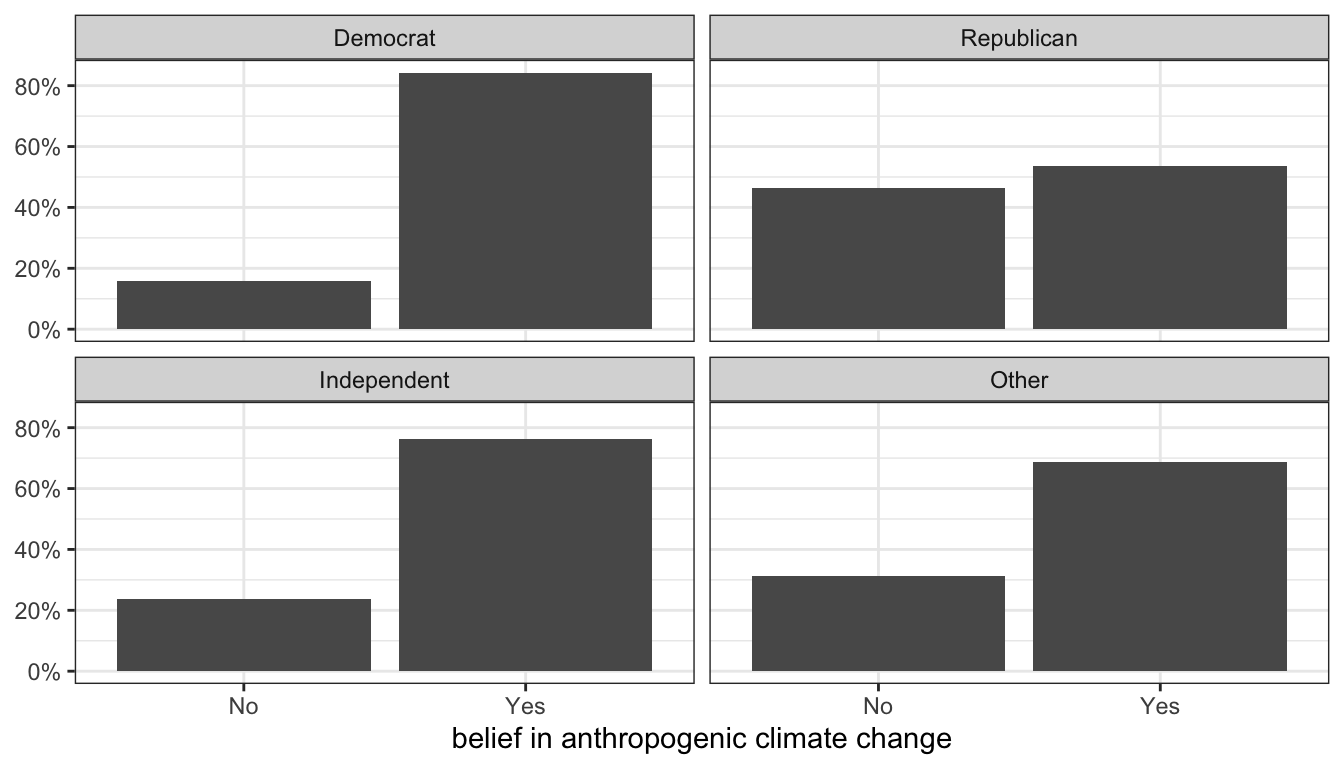 Democrat
Republican
80%
60%
40%
20%
0%
Independent
Other
80%
60%
40%
20%
0%
No
Yes
No
Yes
belief in anthropogenic climate change